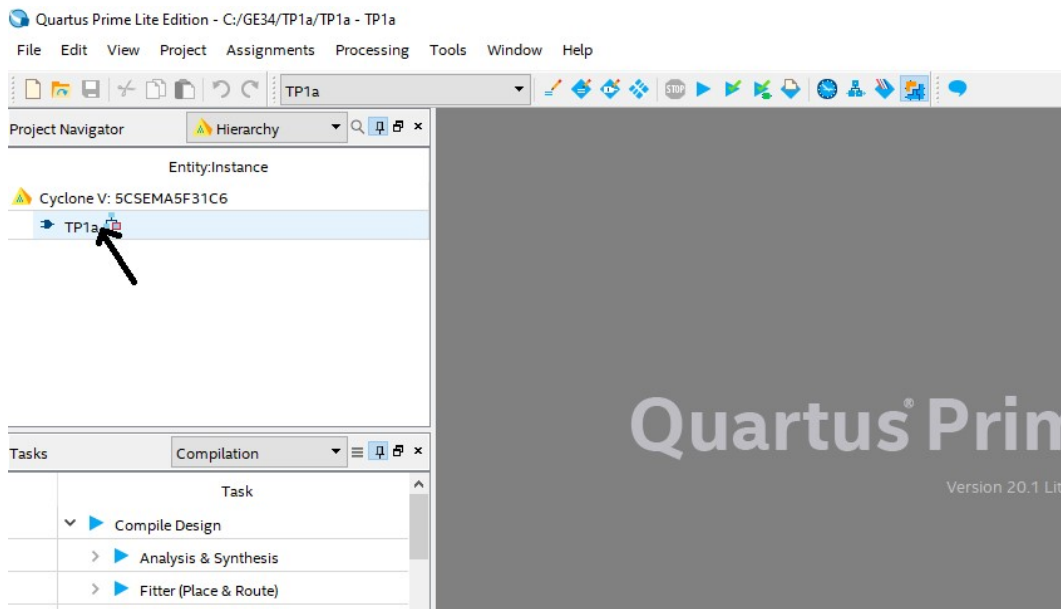 Quartus Prime Lite Edition - C:/GE34/TP1a/TP1a - TP1a
File Edit View Project Assignments Processing Tools Window Help
TP1a
STOP
Project Navigator
Hierarchy
Entity:Instance
Cyclone V: 5CSEMA5F31C6
TP1a
Quartus® Prim
Version 20.1 Lit
Tasks
Compilation
Task
Compile Design
Analysis & Synthesis
Fitter (Place & Route)